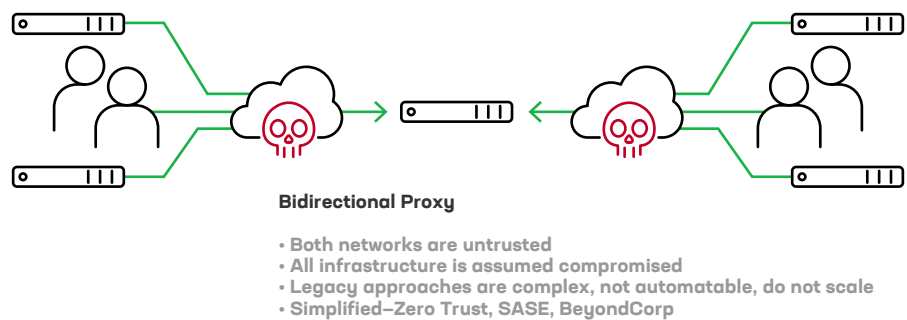 Bidirectional Proxy
• Both networks are untrusted
• All infrastructure is assumed compromised
• Legacy approaches are complex, not automatable, do not scale
• Simplified–Zero Trust, SASE, BeyondCorp